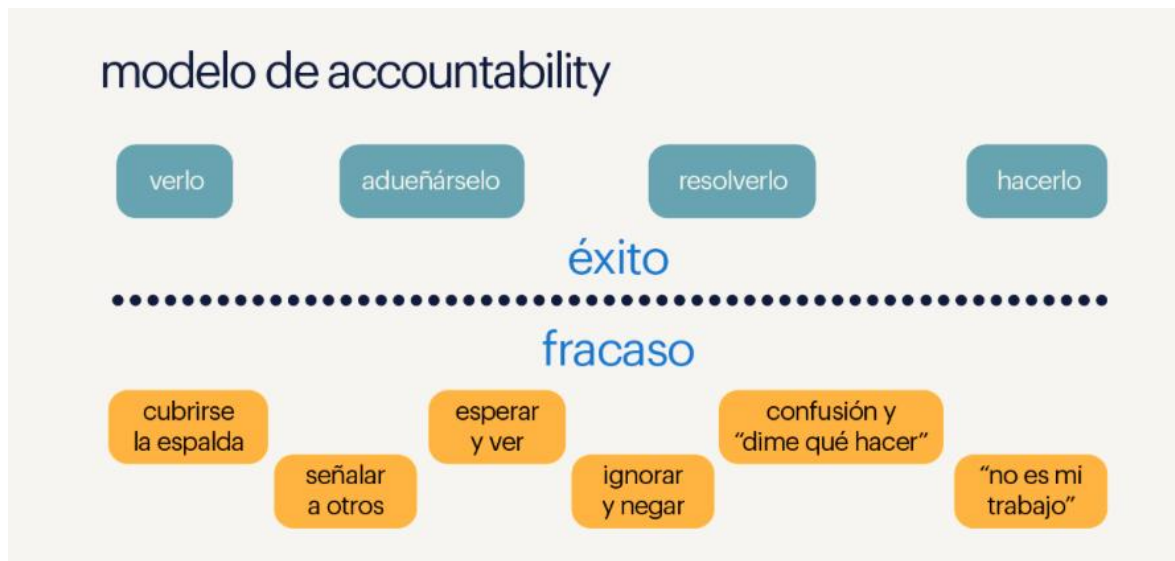 modelo de accountability
verlo
adueñárselo
resolverlo
hacerlo
éxito
fracaso
cubrirse
la espalda
señalar
a otros
esperar
y ver
ignorar
y negar
confusión y
“dime qué hacer”
“no es mi
trabajo”